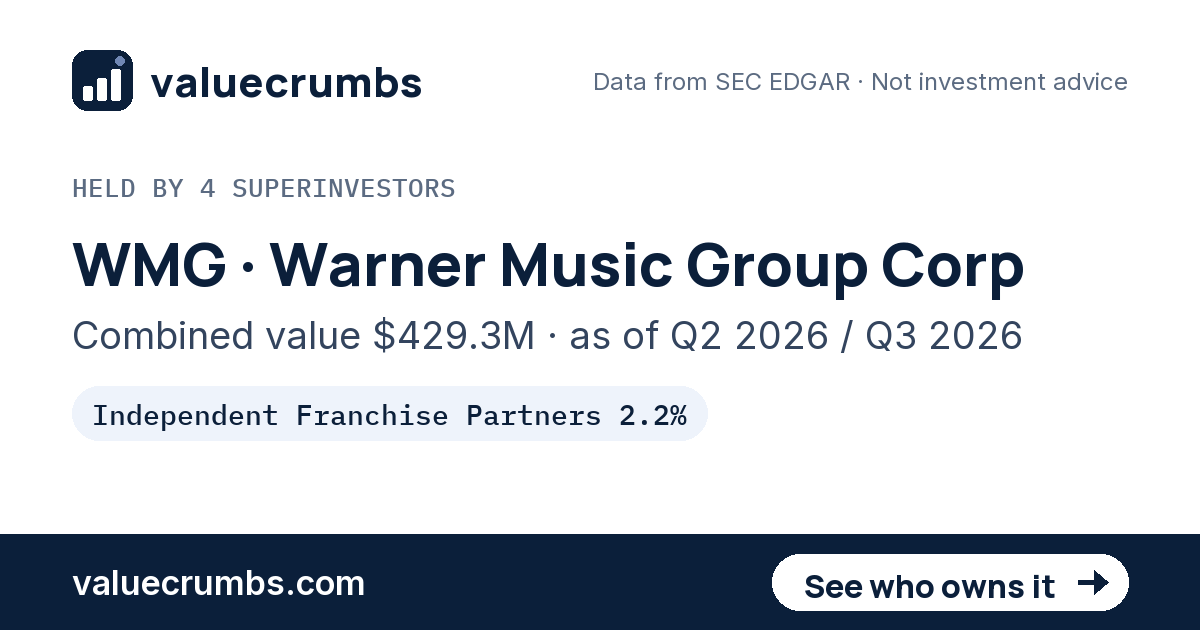 valuecrumbs
Data from SEC EDGAR · Not investment advice
HELD BY 4 SUPERINVESTORS
WMG · Warner Music Group Corp
Combined value $429.3M · as of Q2 2026 / Q3 2026
Independent Franchise Partners 2.2%
valuecrumbs.com
See who owns it →